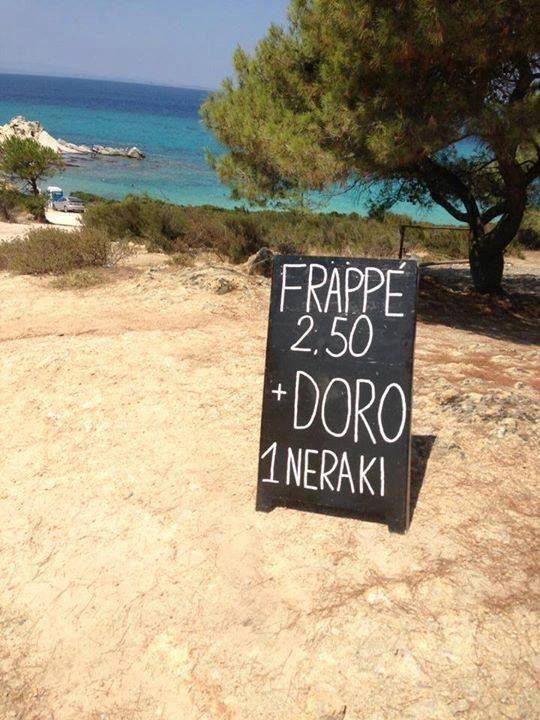 FRAPPÉ
2.50
+ DORO
1 NERAKI